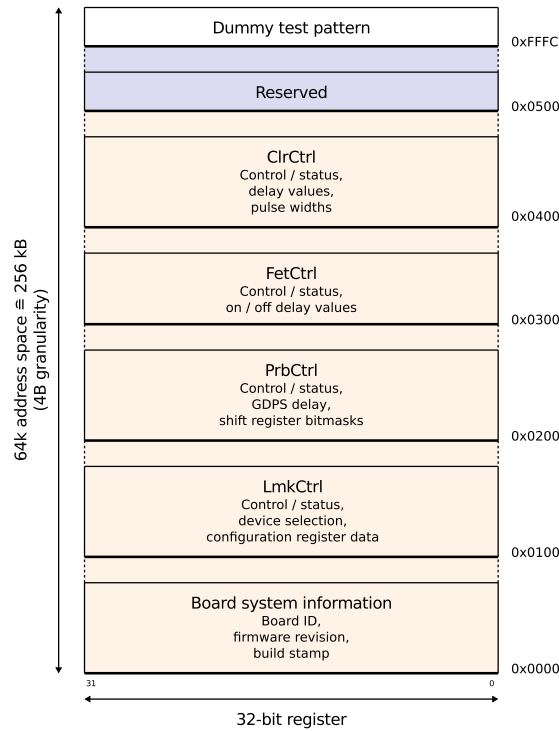 Dummy test pattern
0xFFFC
Reserved
0x0500
ClrCtrl
Control / status,
delay values,
pulse widths
0x0400
FetCtrl
Control / status,
on / off delay values
0x0300
PrbCtrl
Control / status,
GDPS delay,
shift register bitmasks
0x0200
LmkCtrl
Control / status,
device selection,
configuration register data
0x0100
Board system information
Board ID,
firmware revision,
build stamp
0x0000
64k address space ≙ 256 kB
(4B granularity)
31
0
32-bit register